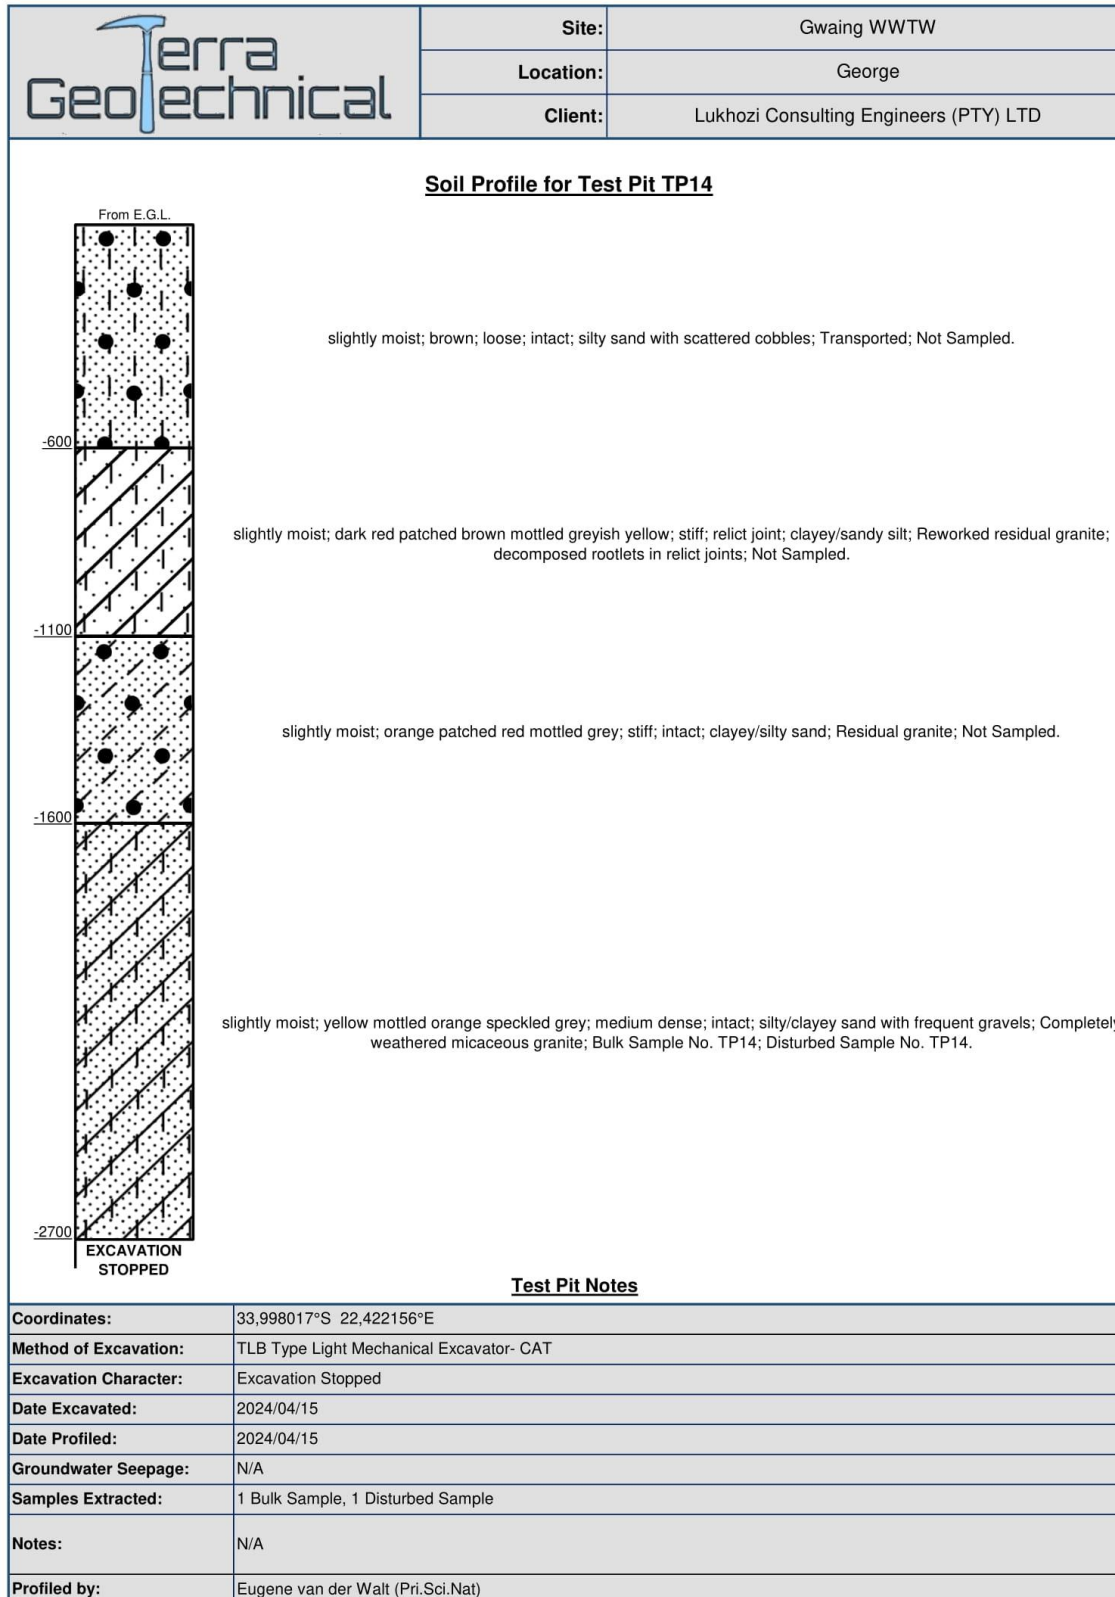 Terra
Geotechnical
Site: Gwaing WWTW
Location: George
Client: Lukhozi Consulting Engineers (PTY) LTD
Soil Profile for Test Pit TP14
From E.G.L.
slightly moist; brown; loose; intact; silty sand with scattered cobbles; Transported; Not Sampled.
-600
slightly moist; dark red patched brown mottled greyish yellow; stiff; relict joint; clayey/sandy silt; Reworked residual granite;
decomposed rootlets in relict joints; Not Sampled.
-1100
slightly moist; orange patched red mottled grey; stiff; intact; clayey/silty sand; Residual granite; Not Sampled.
-1600
slightly moist; yellow mottled orange speckled grey; medium dense; intact; silty/clayey sand with frequent gravels; Completely
weathered micaceous granite; Bulk Sample No. TP14; Disturbed Sample No. TP14.
-2700
EXCAVATION
STOPPED
Test Pit Notes
Coordinates: 33,998017°S 22,422156°E
Method of Excavation: TLB Type Light Mechanical Excavator- CAT
Excavation Character: Excavation Stopped
Date Excavated: 2024/04/15
Date Profiled: 2024/04/15
Groundwater Seepage: N/A
Samples Extracted: 1 Bulk Sample, 1 Disturbed Sample
Notes: N/A
Profiled by: Eugene van der Walt (Pri.Sci.Nat)